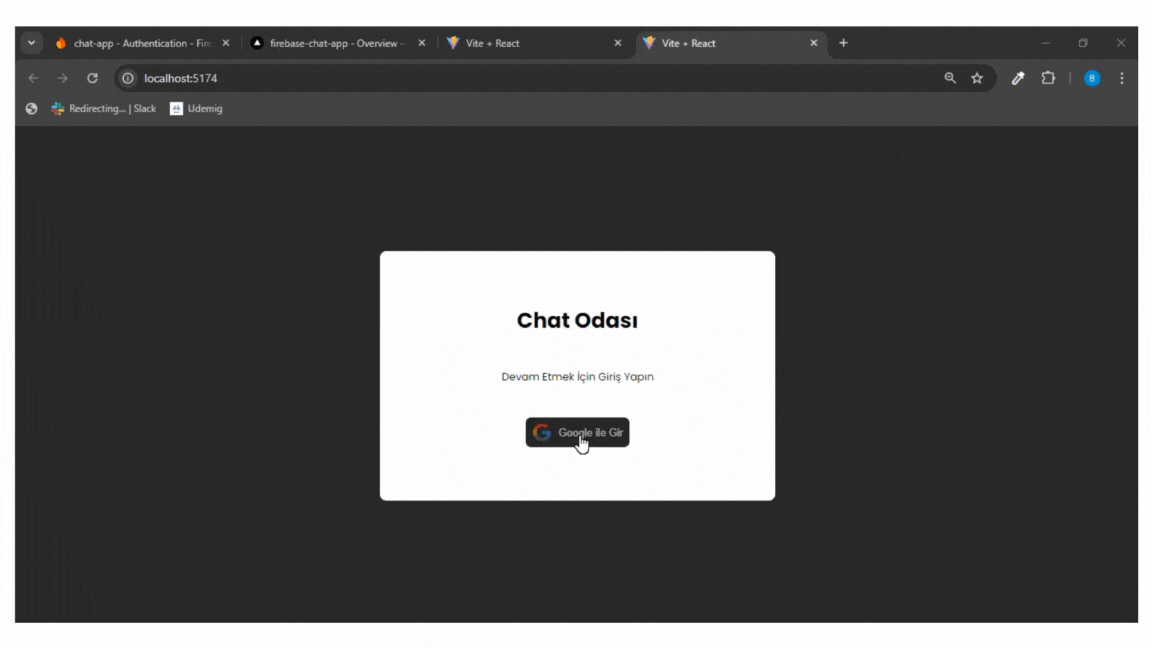 chat-app - Authentication - Fire
firebase-chat-app - Overview –
Vite + React
Vite + React
localhost:5174
B
Redirecting... | Slack
Udemig
Chat Odası
Devam Etmek İçin Giriş Yapın
Google ile Gir